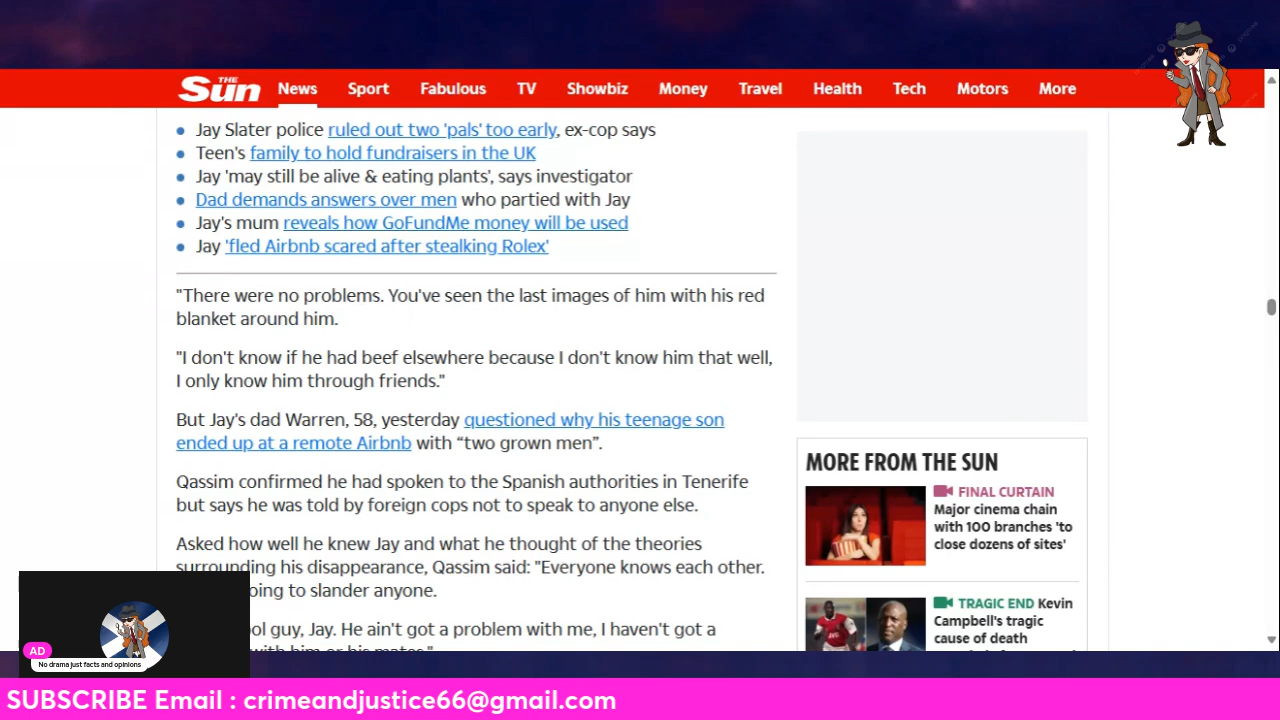 THE
Sun
News Sport Fabulous TV Showbiz Money Travel Health Tech Motors More
Jay Slater police ruled out two 'pals' too early, ex-cop says
Teen's family to hold fundraisers in the UK
Jay 'may still be alive & eating plants', says investigator
Dad demands answers over men who partied with Jay
Jay's mum reveals how GoFundMe money will be used
Jay 'fled Airbnb scared after stealking Rolex'
"There were no problems. You've seen the last images of him with his red
blanket around him.
"I don't know if he had beef elsewhere because I don't know him that well,
I only know him through friends."
But Jay's dad Warren, 58, yesterday questioned why his teenage son
ended up at a remote Airbnb with “two grown men”.
Qassim confirmed he had spoken to the Spanish authorities in Tenerife
but says he was told by foreign cops not to speak to anyone else.
Asked how well he knew Jay and what he thought of the theories
surrounding his disappearance, Qassim said: "Everyone knows each other.
oing to slander anyone.
ol guy, Jay. He ain't got a problem with me, I haven't got a
with him or his mates."
MORE FROM THE SUN
FINAL CURTAIN
Major cinema chain
with 100 branches 'to
close dozens of sites'
TRAGIC END Kevin
Campbell's tragic
cause of death
AD
No drama just facts and opinions
SUBSCRIBE Email : crimeandjustice66@gmail.com